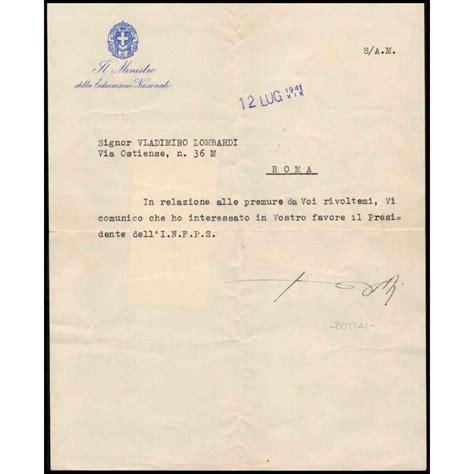 S/A.M.
Il Ministro
della Educazione Nazionale
12 LUG 1941
XIX
Signor VLADIMIRO LOMBARDI
Via Ostiense, n. 36 M
ROMA
In relazione alle premure da Voi rivoltemi, Vi
comunico che ho interessato in Vostro favore il Presi-
dente dell'I.N.F.P.S.
-BOTTAI-